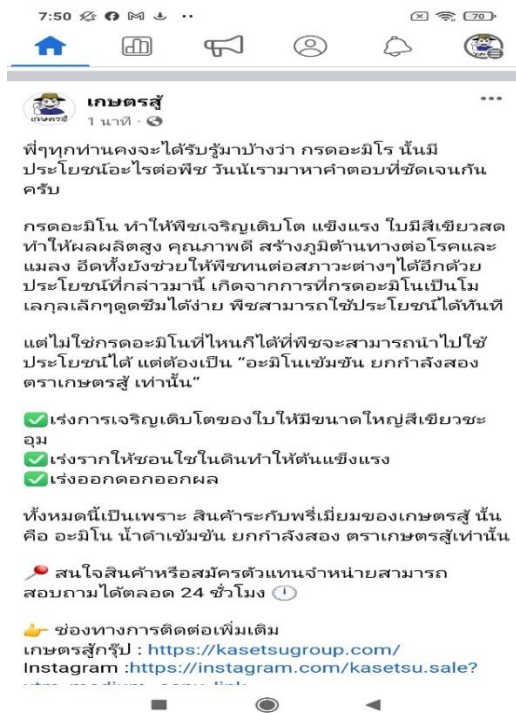 7:50
70
เกษตรสู้
เกษตรสู้
1 นาที
พี่ๆทุกท่านคงจะได้รับรู้มาบ้างว่า กรดอะมิโร นั้นมี
ประโยชน์อะไรต่อพืช วันนี้เรามาหาคำตอบที่ชัดเจนกัน
ครับ
กรดอะมิโน ทำให้พืชเจริญเติบโต แข็งแรง ใบมีสีเขียวสด
ทำให้ผลผลิตสูง คุณภาพดี สร้างภูมิต้านทางต่อโรคและ
แมลง อีดทั้งยังช่วยให้พืชทนต่อสภาวะต่างๆได้อีกด้วย
ประโยชน์ที่กล่าวมานี้ เกิดจากการที่กรดอะมิโนเป็นโม
เลกุลเล็กๆดูดซึมได้ง่าย พืชสามารถใช้ประโยชน์ได้ทันที
แต่ไม่ใช่กรดอะมิโนที่ไหนก็ได้ที่พืชจะสามารถนำไปใช้
ประโยชน์ได้ แต่ต้องเป็น “อะมิโนเข้มข้น ยกกำลังสอง
ตราเกษตรสู้ เท่านั้น”
✅เร่งการเจริญเติบโตของใบให้มีขนาดใหญ่สีเขียวชะ
อุม
✅เร่งรากให้ชอนใชในดินทำให้ต้นแข็งแรง
✅เร่งออกดอกออกผล
ทั้งหมดนี้เป็นเพราะ สินค้าระกับพรี่เมี่ยมของเกษตรสู้ นั้น
คือ อะมิโน น้ำดำเข้มข้น ยกกำลังสอง ตราเกษตรสู้เท่านั้น
📍 สนใจสินค้าหรือสมัครตัวแทนจำหน่ายสามารถ
สอบถามได้ตลอด 24 ชั่วโมง 🕛
👉 ช่องทางการติดต่อเพิ่มเติม
เกษตรสู้กรุ๊ป : https://kasetsugroup.com/
Instagram :https://instagram.com/kasetsu.sale?